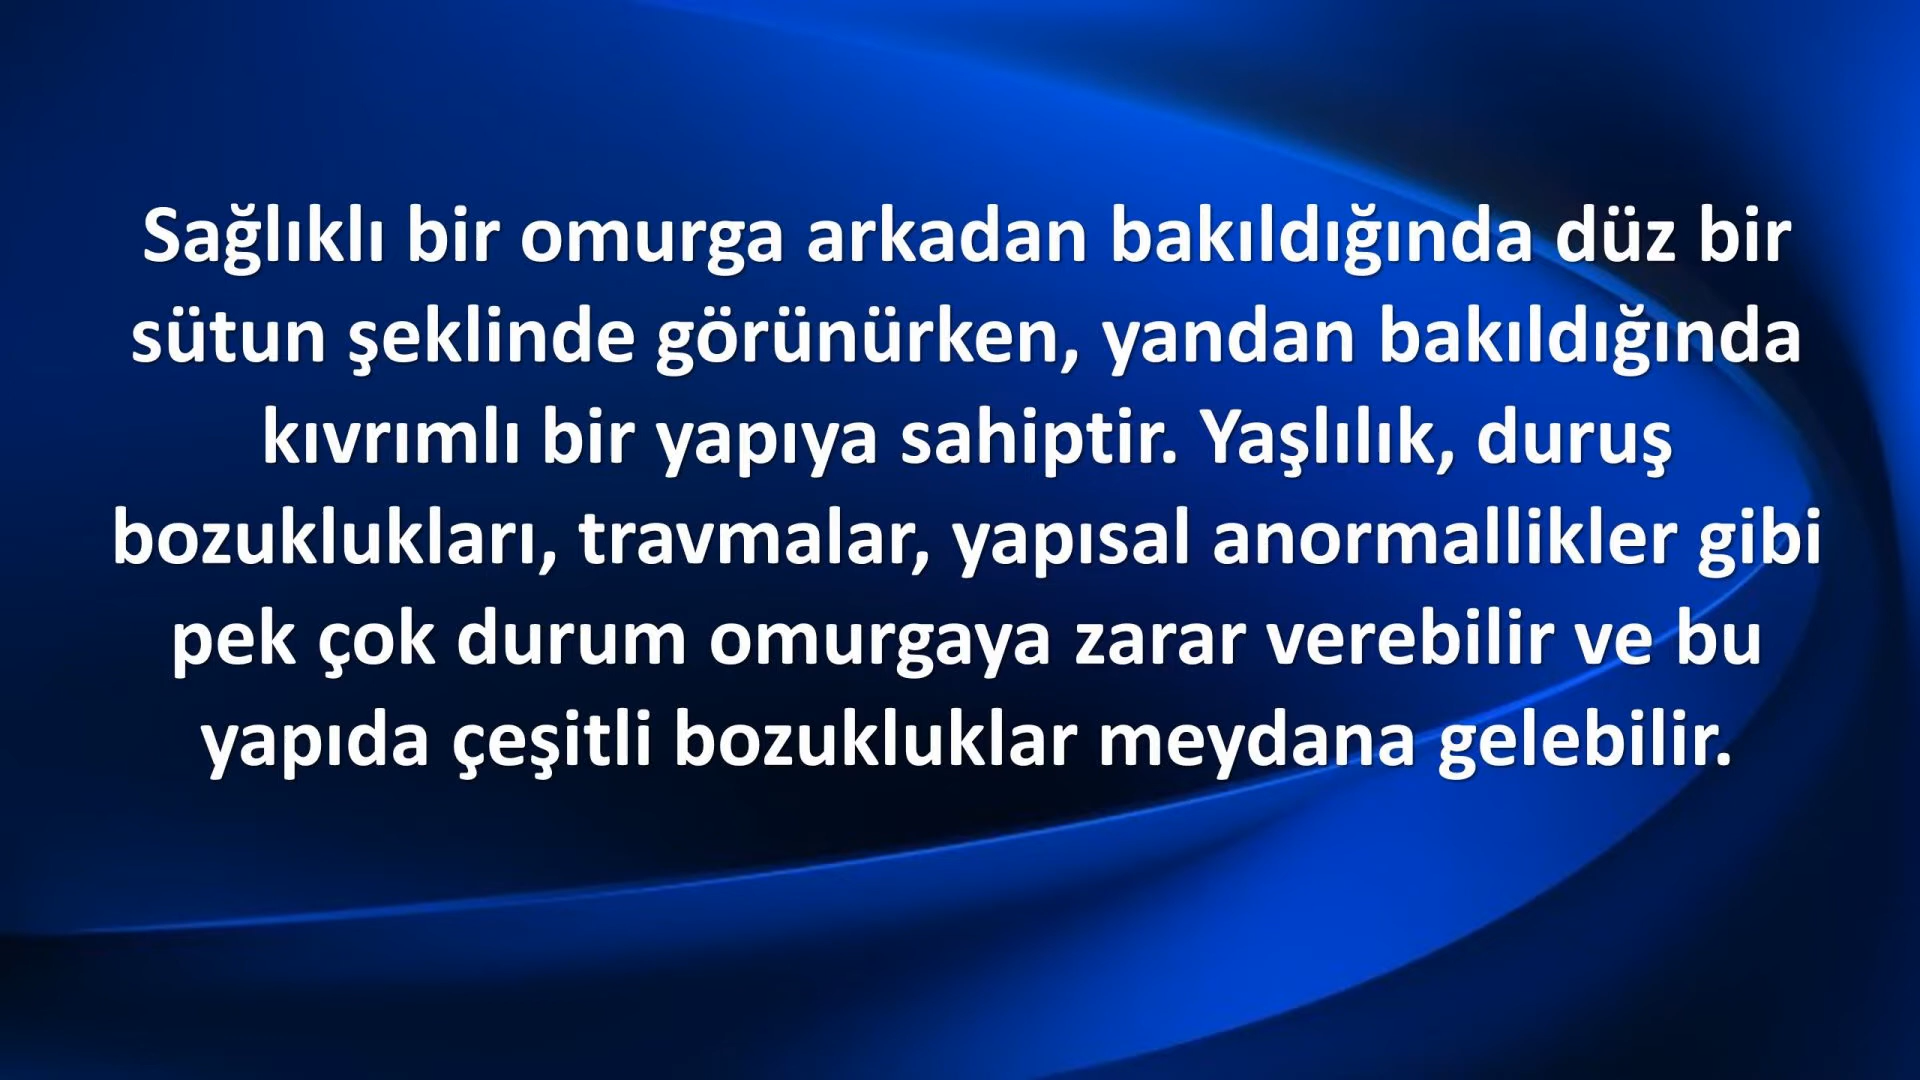 Sağlıklı bir omurga arkadan bakıldığında düz bir
sütun şeklinde görünürken, yandan bakıldığında
kıvrımlı bir yapıya sahiptir. Yaşlılık, duruş
bozuklukları, travmalar, yapısal anormallikler gibi
pek çok durum omurgaya zarar verebilir ve bu
yapıda çeşitli bozukluklar meydana gelebilir.